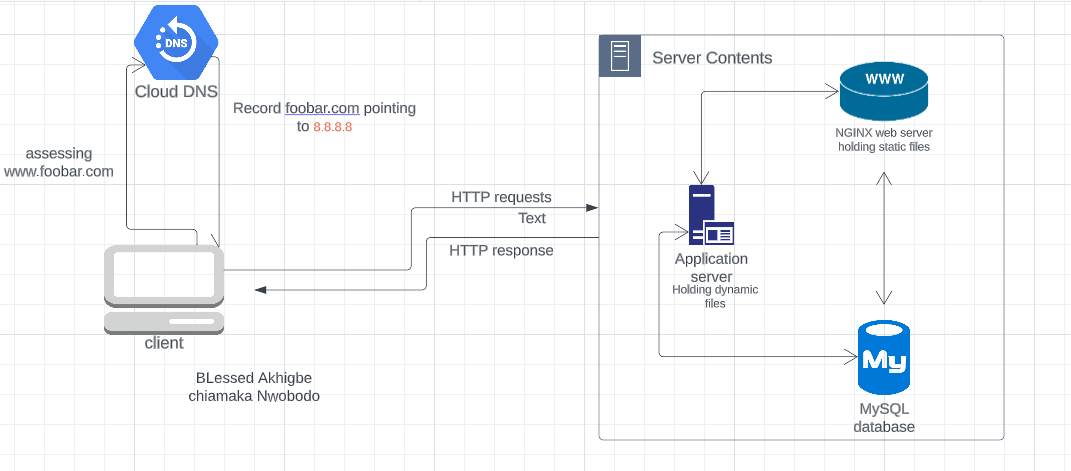 DNS
Cloud DNS
Record foobar.com pointing
to 8.8.8.8
assessing
www.foobar.com
HTTP requests
Text
HTTP response
client
BLessed Akhigbe
chiamaka Nwobodo
Server Contents
WWW
NGINX web server
holding static files
Application
server
Holding dynamic
files
My
MySQL
database